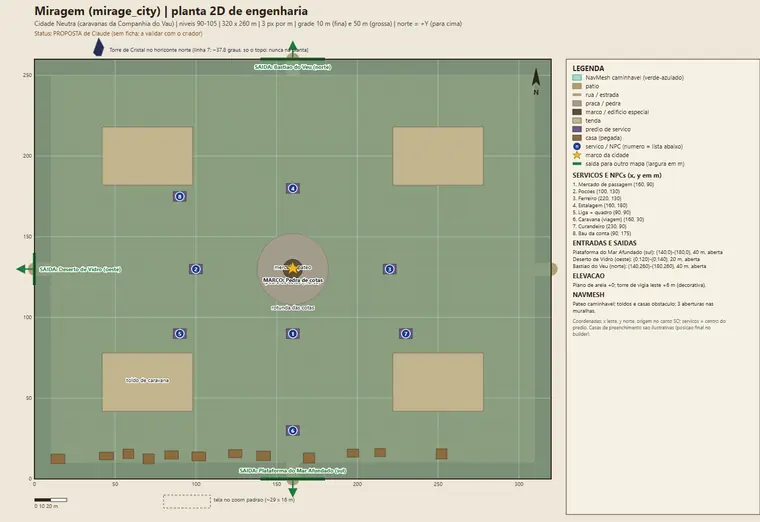 Miragem (mirage_city) | planta 2D de engenharia
Cidade Neutra (caravanas da Companhia do Vau) | niveis 90-105 | 320 x 260 m | 3 px por m | grade 10 m (fina) e 50 m (grossa) | norte = +Y (para cima)
Status: PROPOSTA de Claude (sem ficha; a validar com o creator)
Torre de Cristal no horizonte norte (linha 7: ~37.8 graus, so o topo: nunca na planta)
SAIDA: Bastiao do Veu (norte)
N
250
200
150
100
50
0
8
4
SAIDA: Deserto de Vidro (oeste)
2
3
MARCO: Pedra de cotas
rotunda das cotas
5
1
7
toldo de caravana
6
SAIDA: Plataforma do Mar Afundado (sul)
0
50
100
150
200
250
300
0 10 20 m
tela no zoom padrao (~29 x 16 m)
LEGENDA
NavMesh caminhavel (verde-azulado)
patio
rua / estrada
praca / pedra
marco / edificio especial
tenda
predio de servico
casa (pegada)
servico / NPC (numero = lista abaixo)
marco da cidade
saida para outro mapa (largura em m)
SERVICOS E NPCs (x, y em m)
1. Mercado de passagem (160, 90)
2. Pocoes (100, 130)
3. Ferreiro (220, 130)
4. Estalagem (160, 180)
5. Liga + quadro (90, 90)
6. Caravana (viagem) (160, 30)
7. Curandeiro (230, 90)
8. Bau da conta (90, 175)
ENTRADAS E SAIDAS
Plataforma do Mar Afundado (sul): (140,0)-(180,0), 40 m, aberta
Deserto de Vidro (oeste): (0,120)-(0,140), 20 m, aberta
Bastiao do Veu (norte): (140,260)-(180,260), 40 m, aberta
ELEVACAO
Plano de areia +0; torre de vigia leste +6 m (decorativa).
NAVMESH
Pateo caminhavel; toldos e casas obstaculo; 3 aberturas nas
muralhas.
Coordenadas: x leste, y norte, origem no canto SO; servicos = centro do
predio. Casas de preenchimento sao ilustrativas (posicao final no
builder).